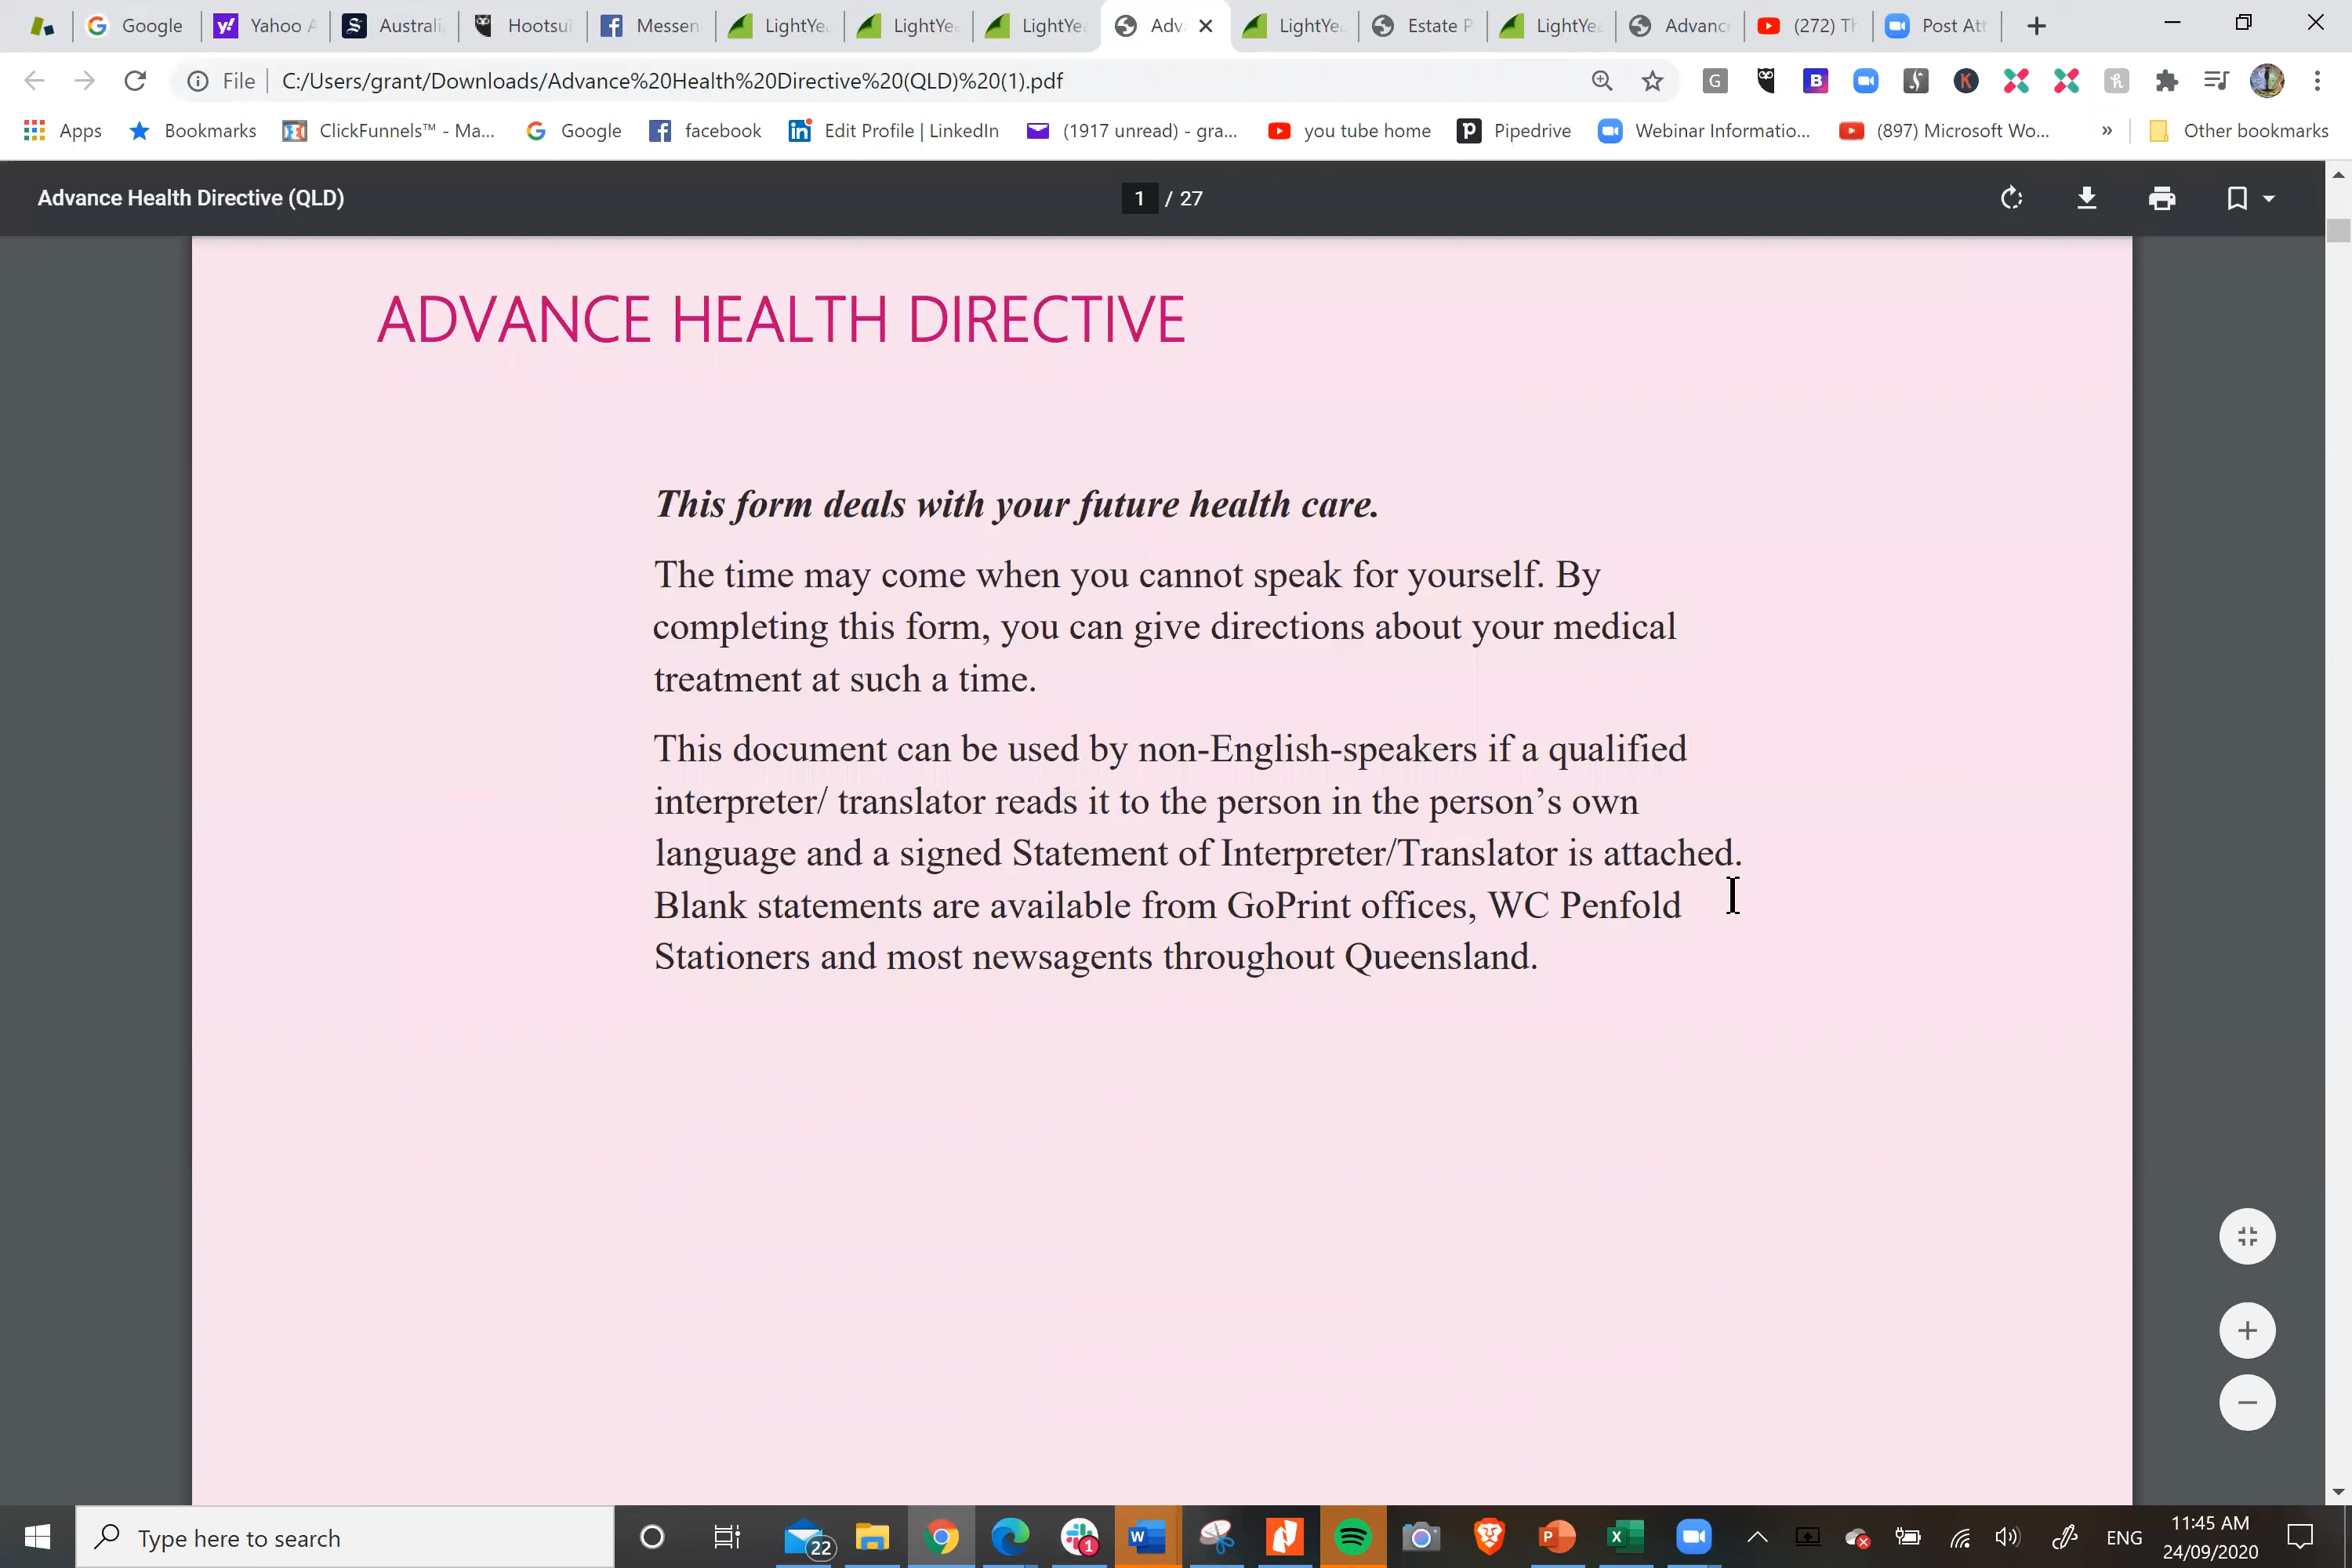 Google
Yahoo A
Australi
Hootsui
Messen
LightYe
LightYe
LightYe
Adv
LightYe
Estate P
LightYe
Advanc
(272) Th
Post Att
File
C:/Users/grant/Downloads/Advance%20Health%20Directive%20(QLD)%20(1).pdf
Apps
Bookmarks
ClickFunnels™ - Ma...
Google
facebook
Edit Profile | LinkedIn
(1917 unread) - gra...
you tube home
Pipedrive
Webinar Informatio...
(897) Microsoft Wo...
»
Other bookmarks
Advance Health Directive (QLD)
1 / 27
ADVANCE HEALTH DIRECTIVE
This form deals with your future health care.
The time may come when you cannot speak for yourself. By
completing this form, you can give directions about your medical
treatment at such a time.
This document can be used by non-English-speakers if a qualified
interpreter/ translator reads it to the person in the person’s own
language and a signed Statement of Interpreter/Translator is attached.
Blank statements are available from GoPrint offices, WC Penfold
Stationers and most newsagents throughout Queensland.
Type here to search
22
1
ENG
11:45 AM
24/09/2020